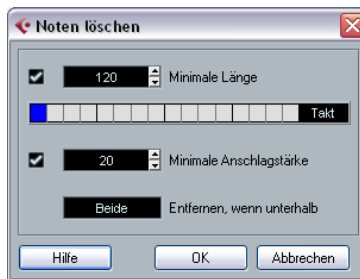 Noten löschen
120 Minimale Länge
Takt
20 Minimale Anschlagstärke
Beide Entfernen, wenn unterhalb
Hilfe OK Abbrechen